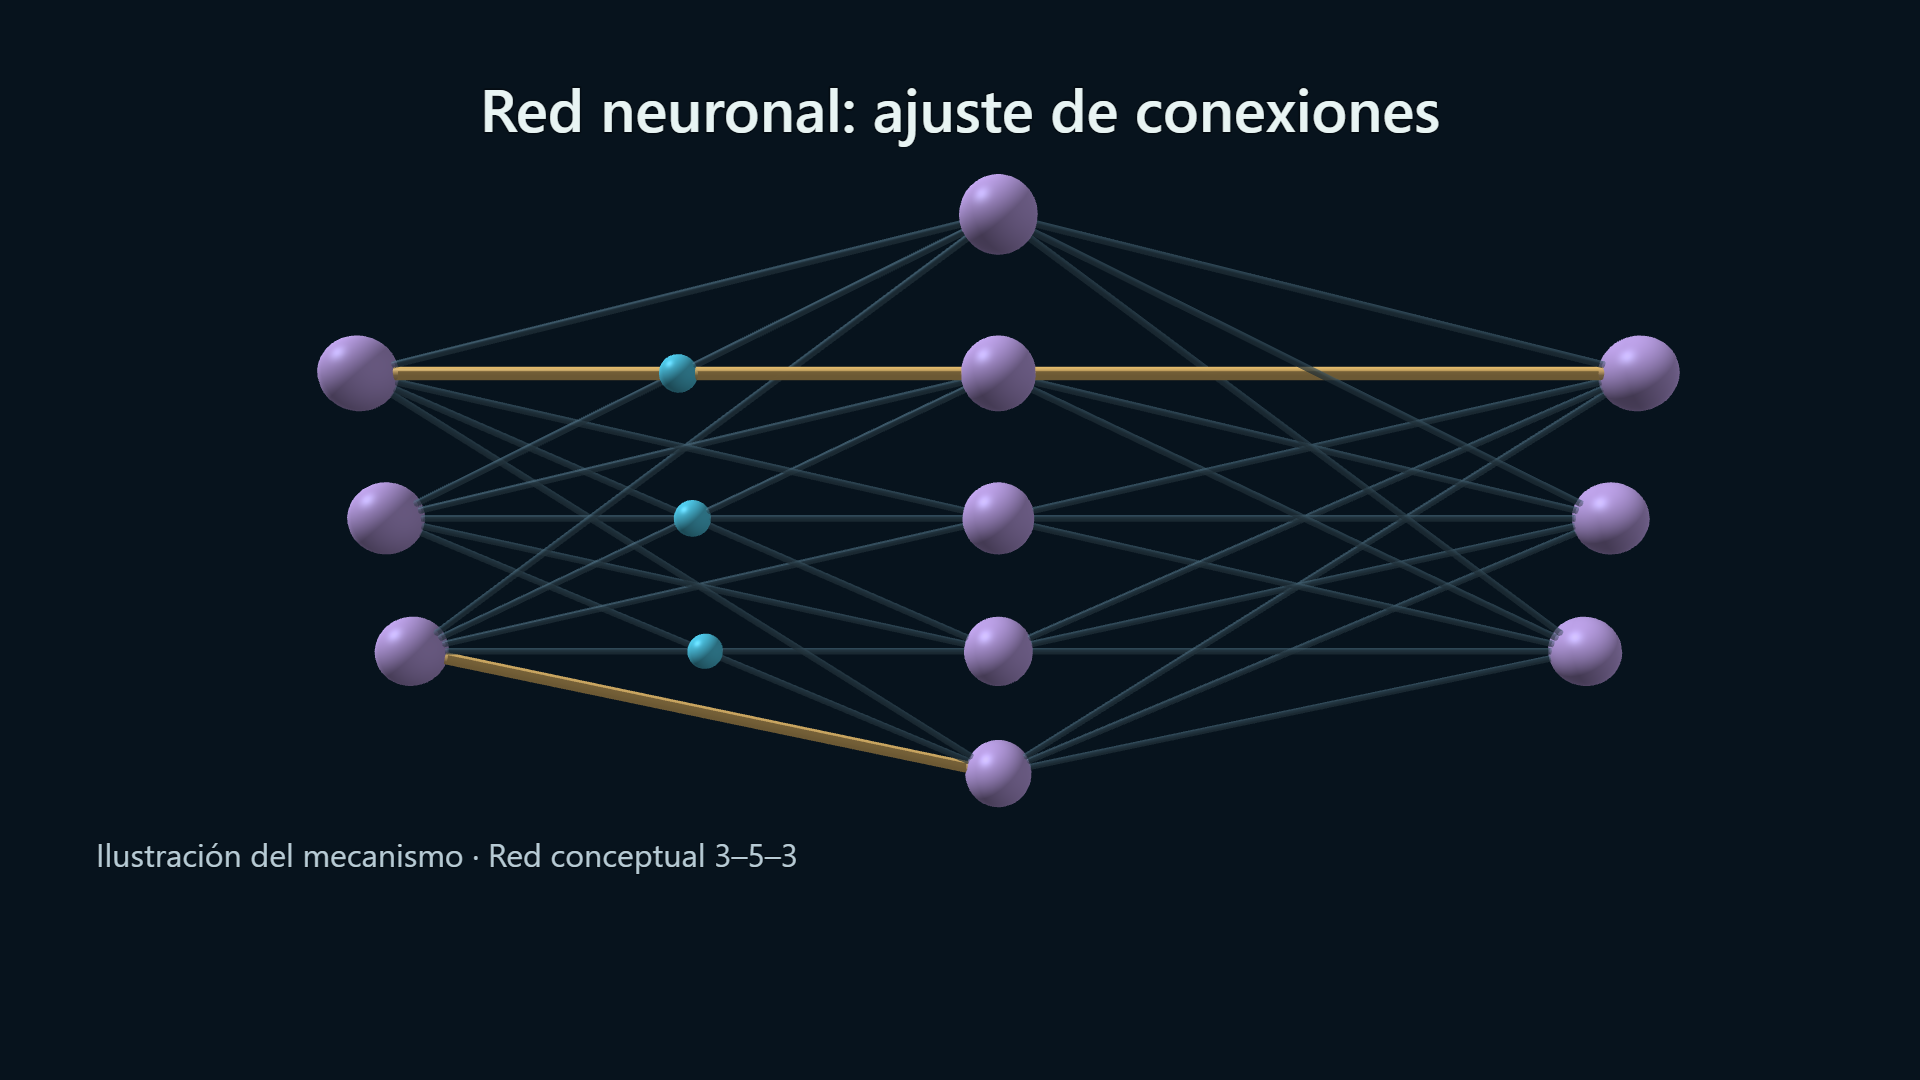 Red neuronal: ajuste de conexiones
Ilustración del mecanismo · Red conceptual 3–5–3